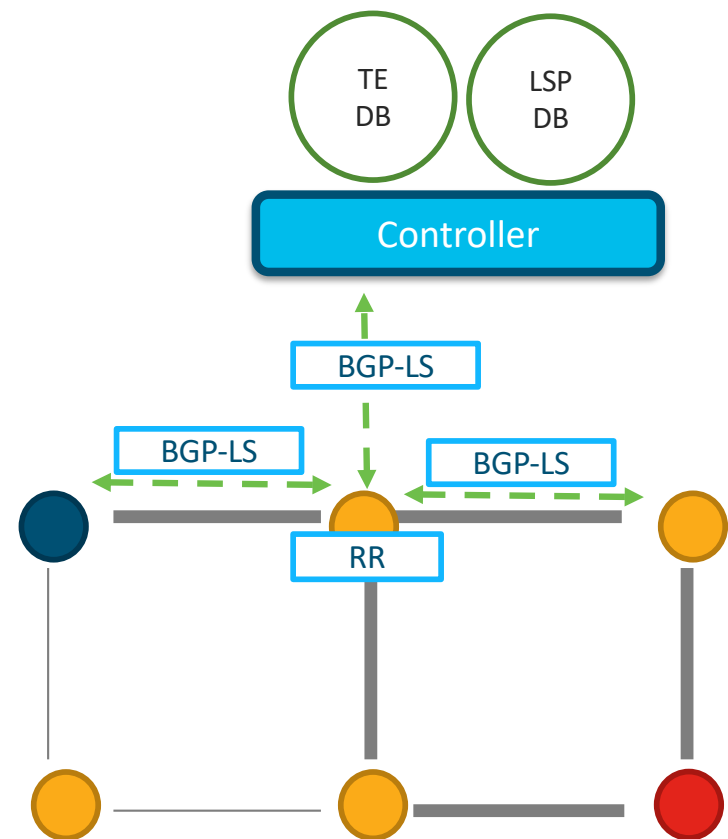 TE
DB
LSP
DB
Controller
BGP-LS
BGP-LS
BGP-LS
RR